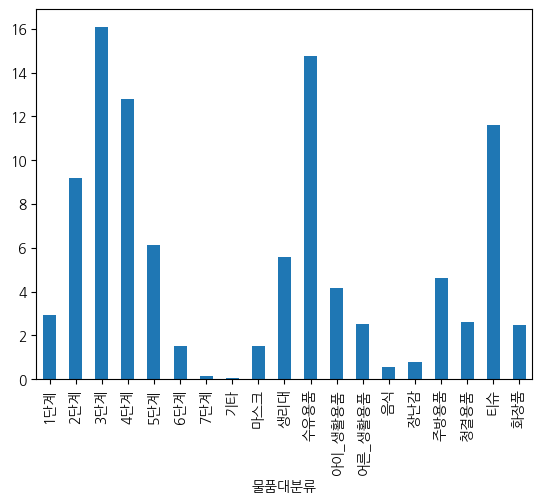 16
14
12
10
8
6
4
2
0
1단계
2단계
3단계
4단계
5단계
6단계
7단계
기타
마스크
생리대
수유용품
아이_생활용품
어른_생활용품
음식
장난감
주방용품
청결용품
티슈
화장품
물품대분류